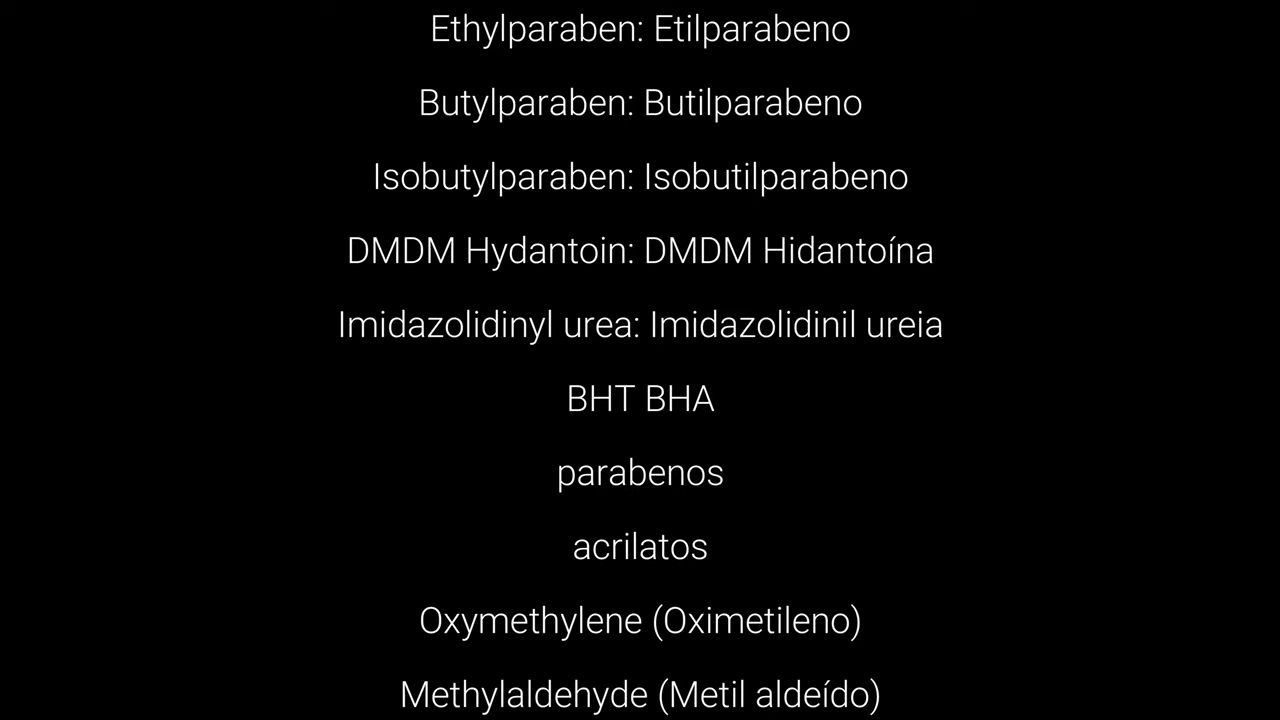 Ethylparaben: Etilparabeno
Butylparaben: Butilparabeno
Isobutylparaben: Isobutilparabeno
DMDM Hydantoin: DMDM Hidantoína
Imidazolidinyl urea: Imidazolidinil ureia
BHT BHA
parabenos
acrilatos
Oxymethylene (Oximetileno)
Methylaldehyde (Metil aldeído)